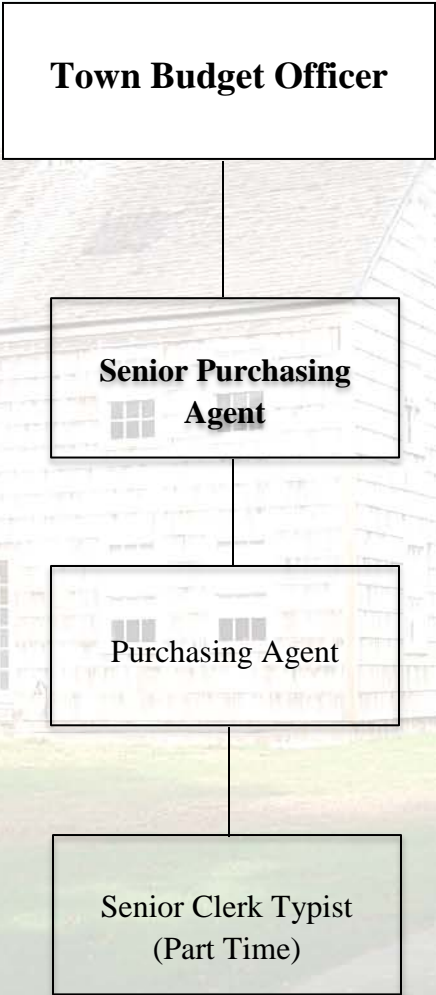 Town Budget Officer
Senior Purchasing
Agent
Purchasing Agent
Senior Clerk Typist
(Part Time)